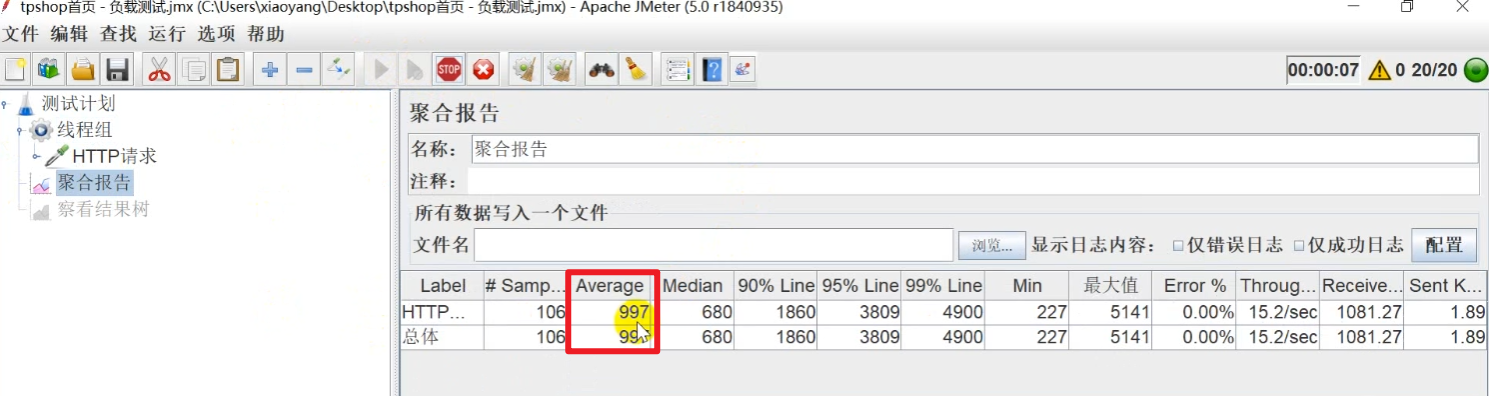 tpshop首页 - 负载测试.jmx (C:\Users\xiaoyang\Desktop\tpshop首页 - 负载测试.jmx) - Apache JMeter (5.0 r1840935)
文件 编辑 查找 运行 选项 帮助
STOP ? 00:00:07 0 20/20
测试计划
线程组
HTTP请求
聚合报告
察看结果树
聚合报告
名称： 聚合报告
注释：
所有数据写入一个文件
文件名 浏览... 显示日志内容： 仅错误日志 仅成功日志 配置
Label # Samp... Average Median 90% Line 95% Line 99% Line Min 最大值 Error % Throug... Receive... Sent K...
HTTP... 106 997 680 1860 3809 4900 227 5141 0.00% 15.2/sec 1081.27 1.89
总体 106 997 680 1860 3809 4900 227 5141 0.00% 15.2/sec 1081.27 1.89